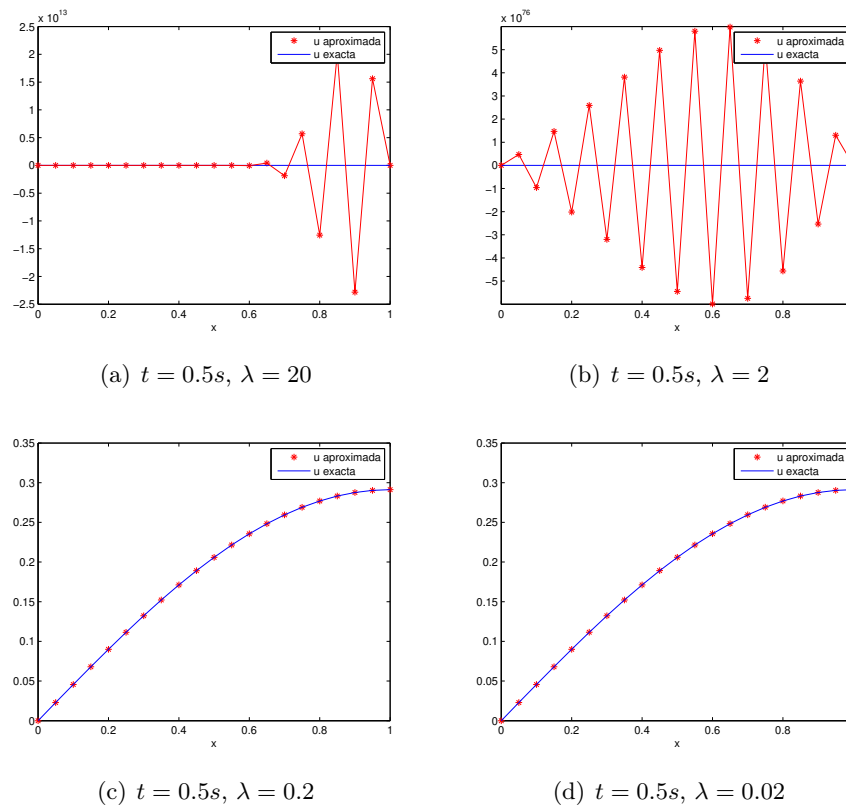 x 10^13
2.5
2
1.5
1
0.5
0
−0.5
−1
−1.5
−2
−2.5
0 0.2 0.4 0.6 0.8 1
x
u aproximada
u exacta
(a) t = 0.5s, λ = 20
x 10^76
5
4
3
2
1
0
−1
−2
−3
−4
−5
0 0.2 0.4 0.6 0.8
x
u aproximada
u exacta
(b) t = 0.5s, λ = 2
0.35
0.3
0.25
0.2
0.15
0.1
0.05
0
0 0.2 0.4 0.6 0.8 1
x
u aproximada
u exacta
(c) t = 0.5s, λ = 0.2
0.35
0.3
0.25
0.2
0.15
0.1
0.05
0
0 0.2 0.4 0.6 0.8
x
u aproximada
u exacta
(d) t = 0.5s, λ = 0.02